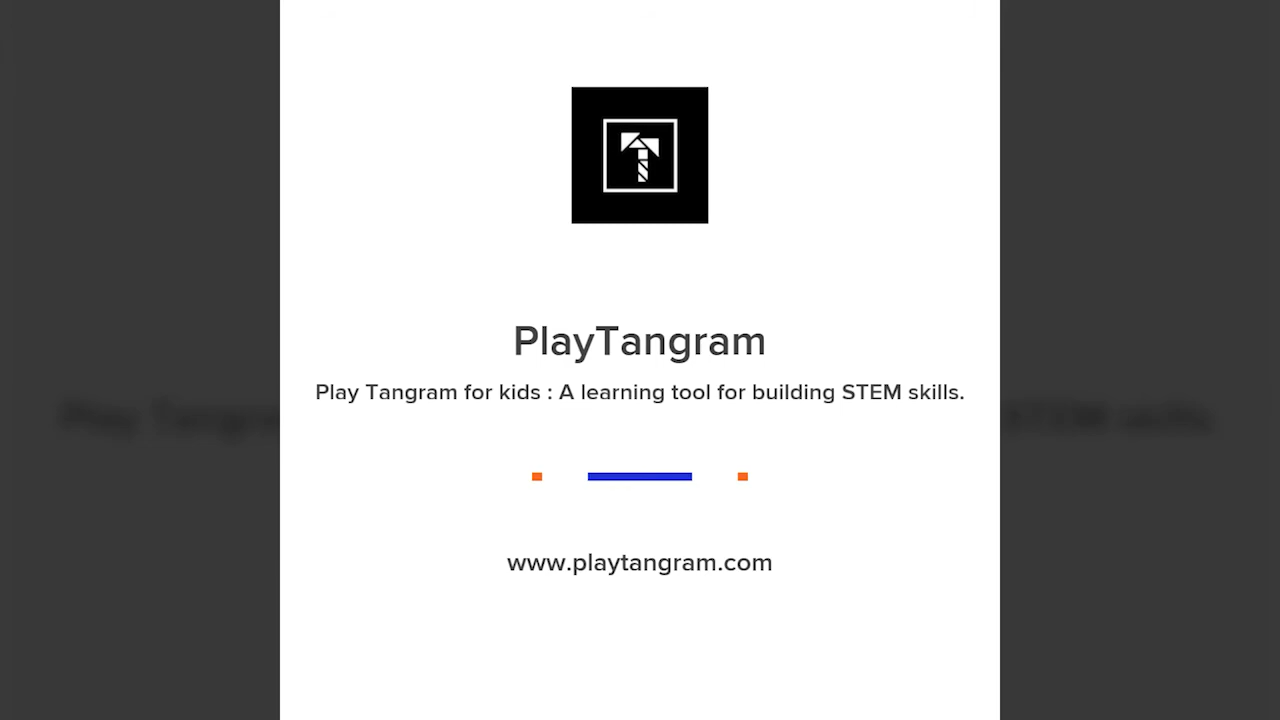 PlayTangram
Play Tangram for kids : A learning tool for building STEM skills.
www.playtangram.com